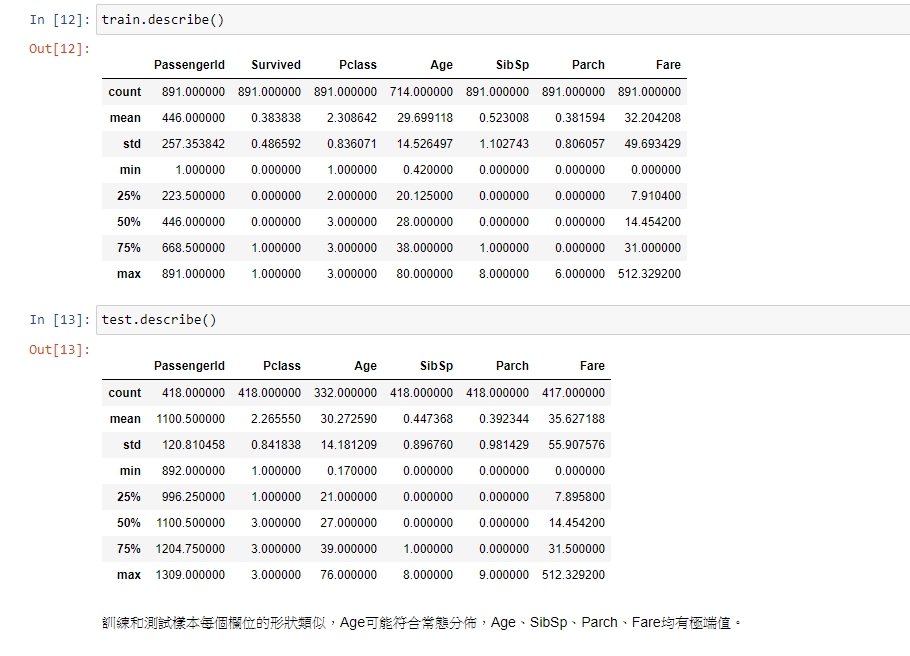 In [12]: train.describe()
Out[12]:
PassengerId Survived Pclass Age SibSp Parch Fare
count 891.000000 891.000000 891.000000 714.000000 891.000000 891.000000 891.000000
mean 446.000000 0.383838 2.308642 29.699118 0.523008 0.381594 32.204208
std 257.353842 0.486592 0.836071 14.526497 1.102743 0.806057 49.693429
min 1.000000 0.000000 1.000000 0.420000 0.000000 0.000000 0.000000
25% 223.500000 0.000000 2.000000 20.125000 0.000000 0.000000 7.910400
50% 446.000000 0.000000 3.000000 28.000000 0.000000 0.000000 14.454200
75% 668.500000 1.000000 3.000000 38.000000 1.000000 0.000000 31.000000
max 891.000000 1.000000 3.000000 80.000000 8.000000 6.000000 512.329200
In [13]: test.describe()
Out[13]:
PassengerId Pclass Age SibSp Parch Fare
count 418.000000 418.000000 332.000000 418.000000 418.000000 417.000000
mean 1100.500000 2.265550 30.272590 0.447368 0.392344 35.627188
std 120.810458 0.841838 14.181209 0.896760 0.981429 55.907576
min 892.000000 1.000000 0.170000 0.000000 0.000000 0.000000
25% 996.250000 1.000000 21.000000 0.000000 0.000000 7.895800
50% 1100.500000 3.000000 27.000000 0.000000 0.000000 14.454200
75% 1204.750000 3.000000 39.000000 1.000000 0.000000 31.500000
max 1309.000000 3.000000 76.000000 8.000000 9.000000 512.329200
訓練和測試樣本每個欄位的形狀類似，Age可能符合常態分佈，Age、SibSp、Parch、Fare均有極端值。